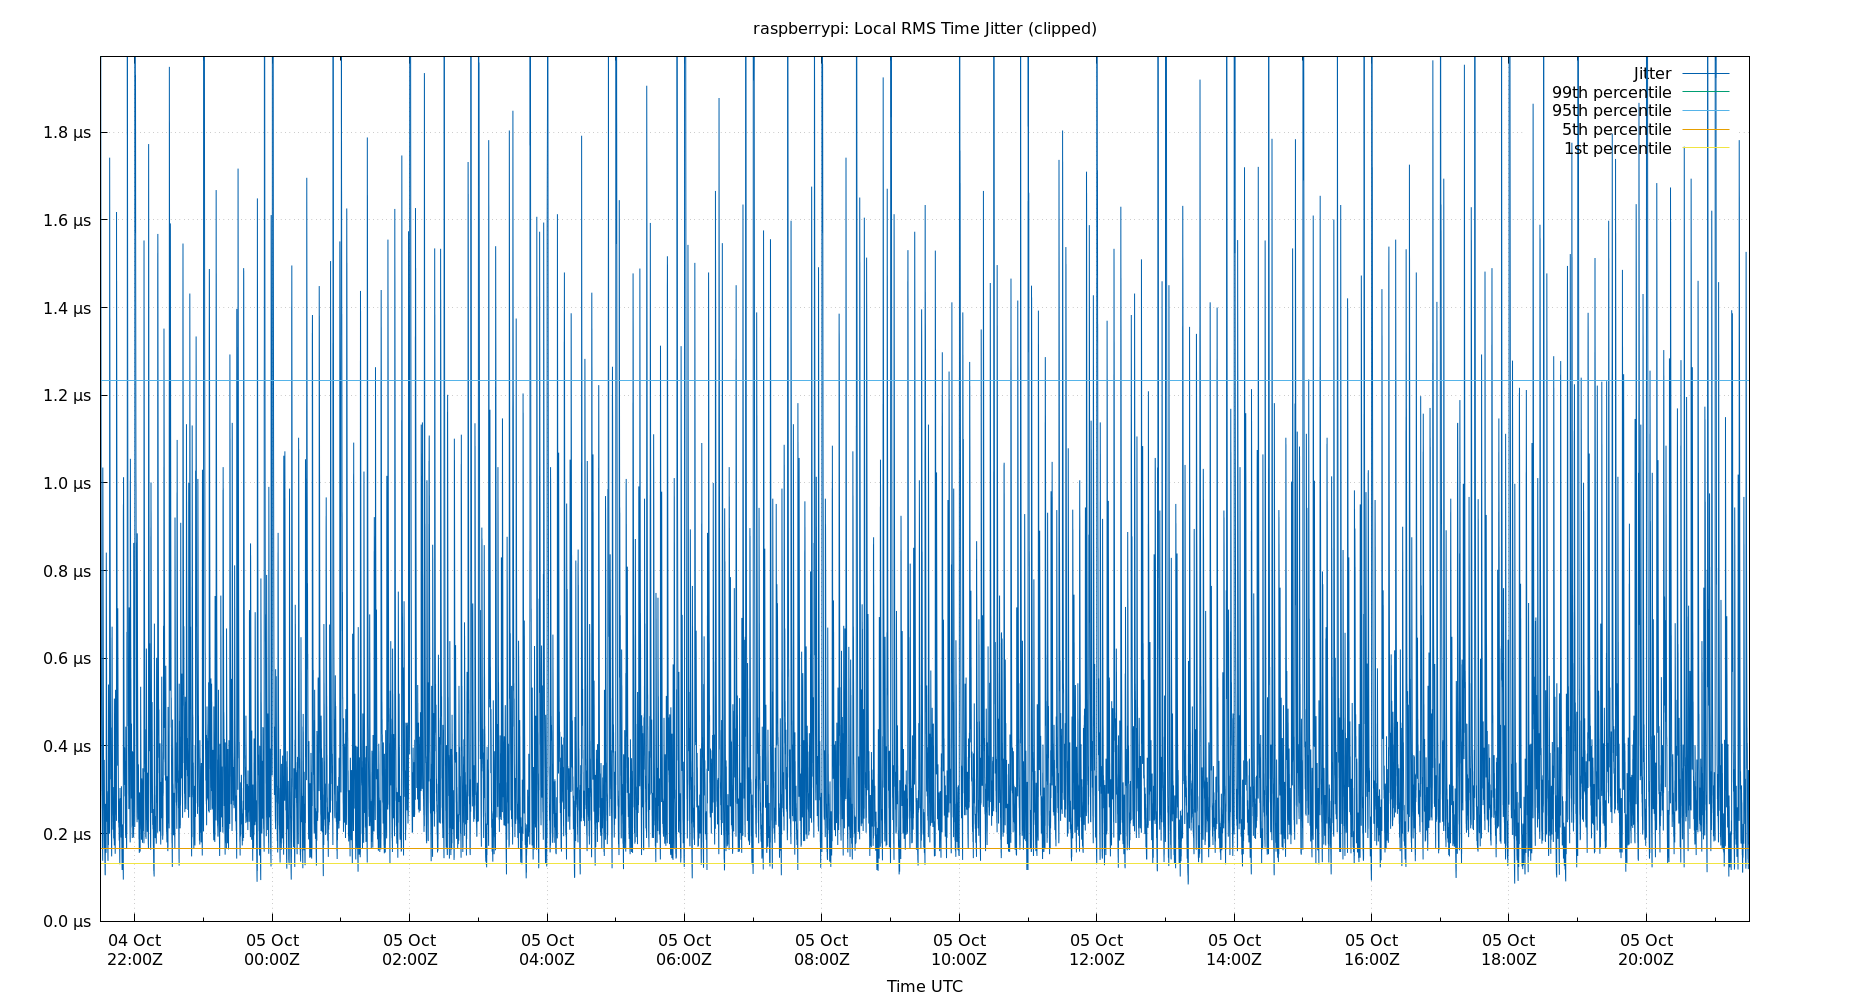 raspberrypi: Local RMS Time Jitter (clipped)
Jitter
99th percentile
95th percentile
5th percentile
1st percentile
1.8 µs
1.6 µs
1.4 µs
1.2 µs
1.0 µs
0.8 µs
0.6 µs
0.4 µs
0.2 µs
0.0 µs
04 Oct 05 Oct 05 Oct 05 Oct 05 Oct 05 Oct 05 Oct 05 Oct 05 Oct 05 Oct 05 Oct 05 Oct
22:00Z 00:00Z 02:00Z 04:00Z 06:00Z 08:00Z 10:00Z 12:00Z 14:00Z 16:00Z 18:00Z 20:00Z
Time UTC